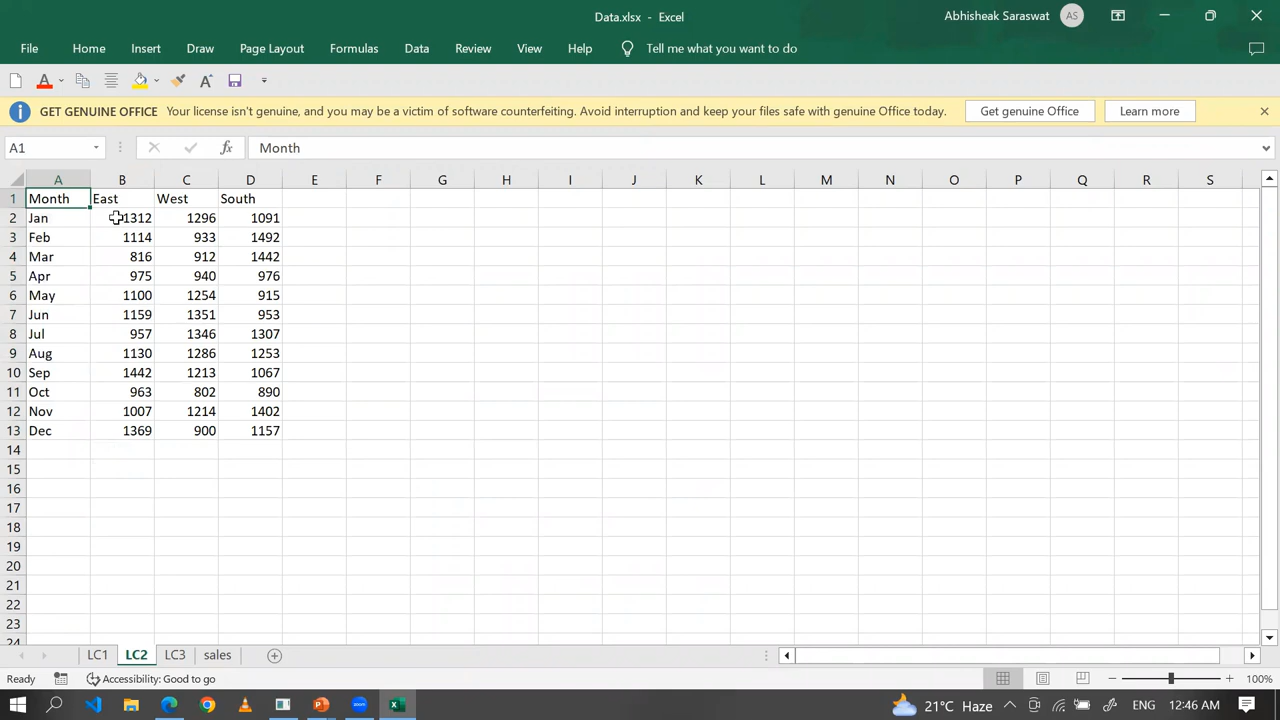 Data.xlsx - Excel
Abhisheak Saraswat AS
File Home Insert Draw Page Layout Formulas Data Review View Help Tell me what you want to do
GET GENUINE OFFICE Your license isn't genuine, and you may be a victim of software counterfeiting. Avoid interruption and keep your files safe with genuine Office today. Get genuine Office Learn more
A1 fx Month
A B C D E F G H I J K L M N O P Q R S
1 Month East West South
2 Jan 1312 1296 1091
3 Feb 1114 933 1492
4 Mar 816 912 1442
5 Apr 975 940 976
6 May 1100 1254 915
7 Jun 1159 1351 953
8 Jul 957 1346 1307
9 Aug 1130 1286 1253
10 Sep 1442 1213 1067
11 Oct 963 802 890
12 Nov 1007 1214 1402
13 Dec 1369 900 1157
14
15
16
17
18
19
20
21
22
23
24
LC1 LC2 LC3 sales
Ready Accessibility: Good to go 100%
21°C Haze ENG 12:46 AM